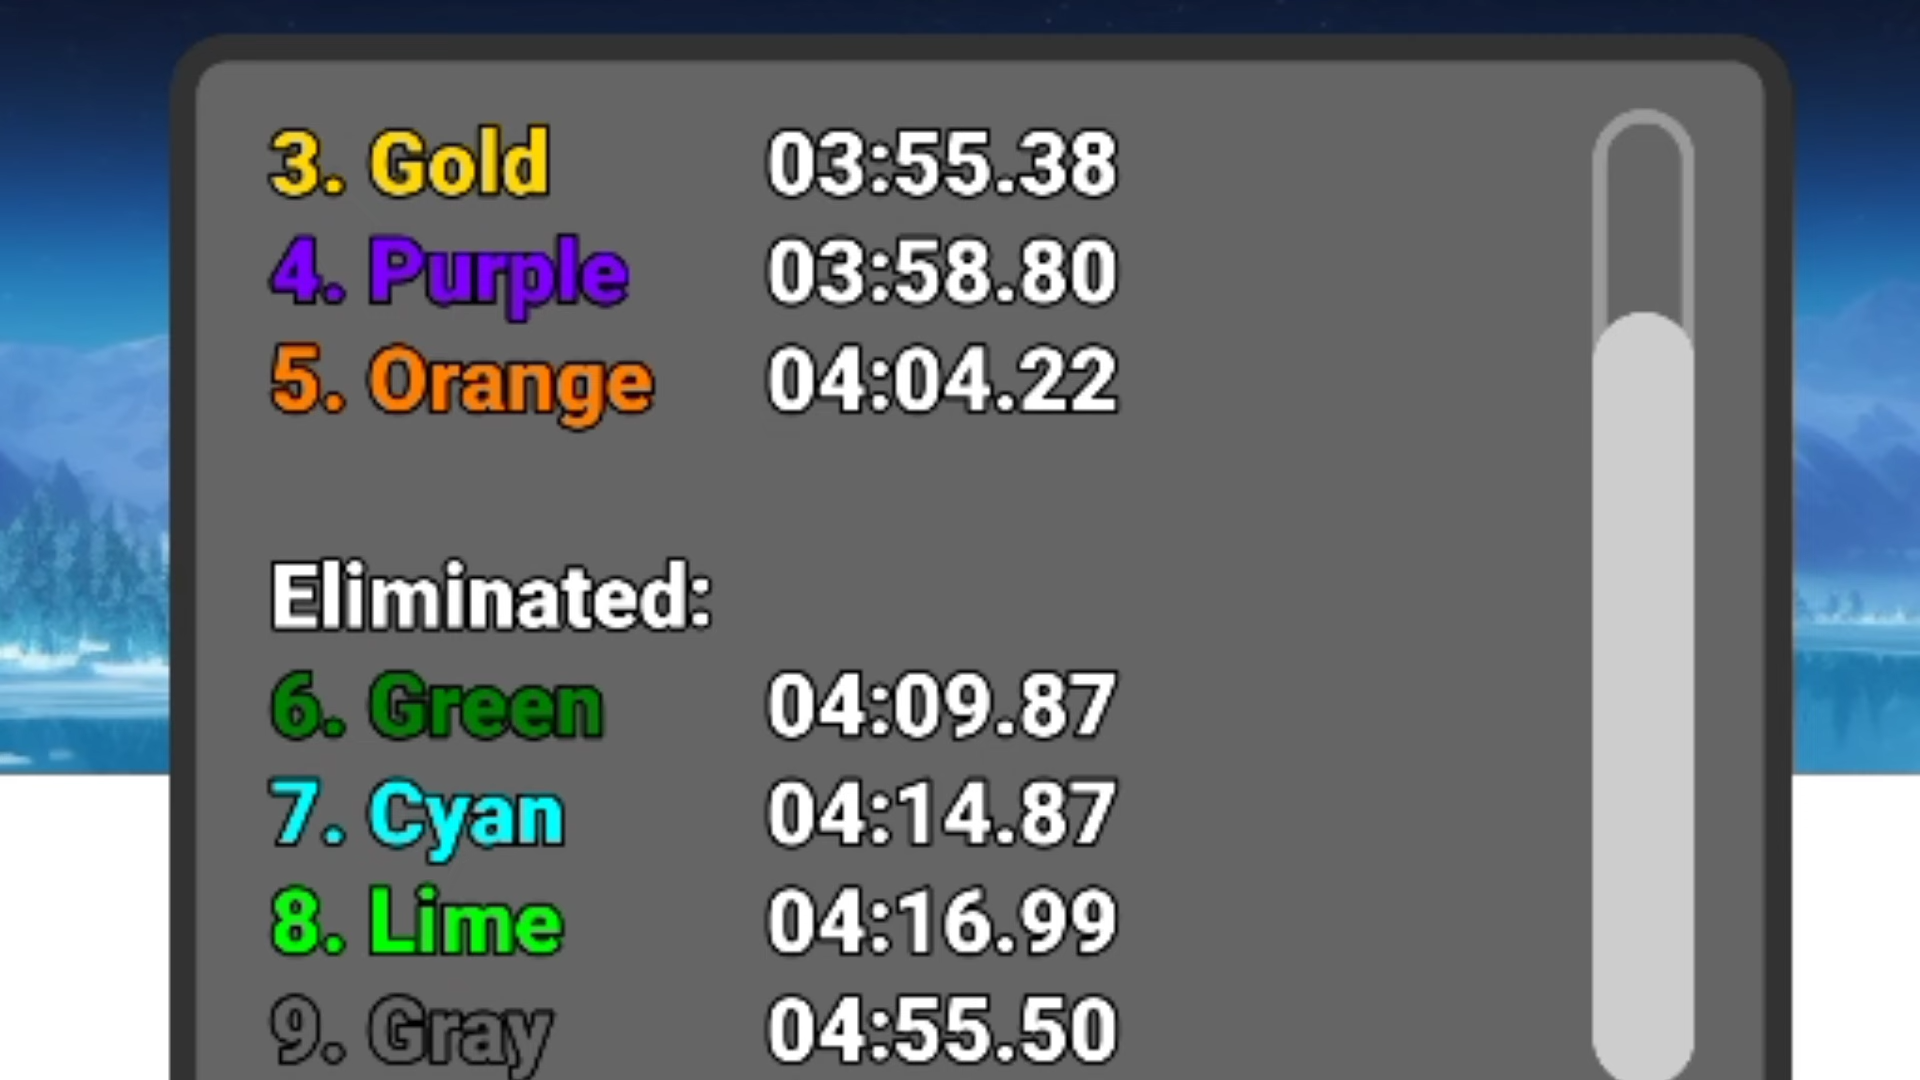 3. Gold 03:55.38
4. Purple 03:58.80
5. Orange 04:04.22
Eliminated:
6. Green 04:09.87
7. Cyan 04:14.87
8. Lime 04:16.99
9. Gray 04:55.50